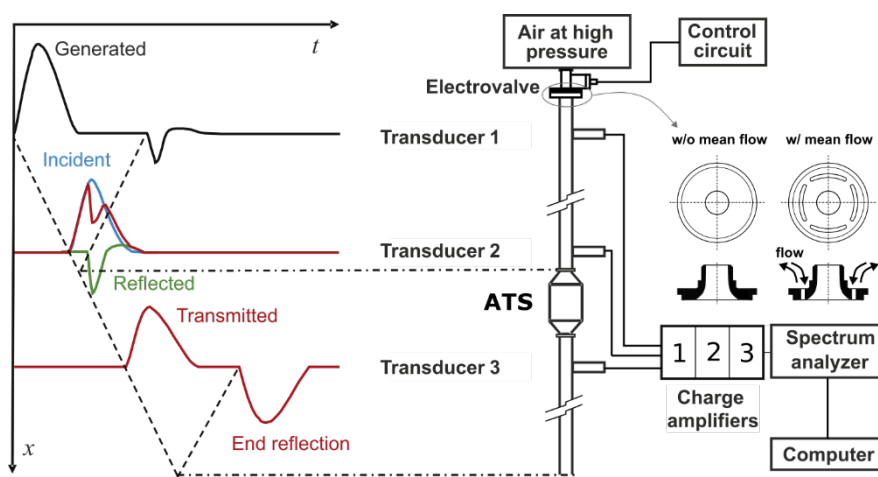 t
Generated
Incident
Reflected
Transmitted
End reflection
x
Air at high
pressure
Control
circuit
Electrovalve
Transducer 1
Transducer 2
ATS
Transducer 3
w/o mean flow
w/ mean flow
flow
1 2 3
Charge
amplifiers
Spectrum
analyzer
Computer